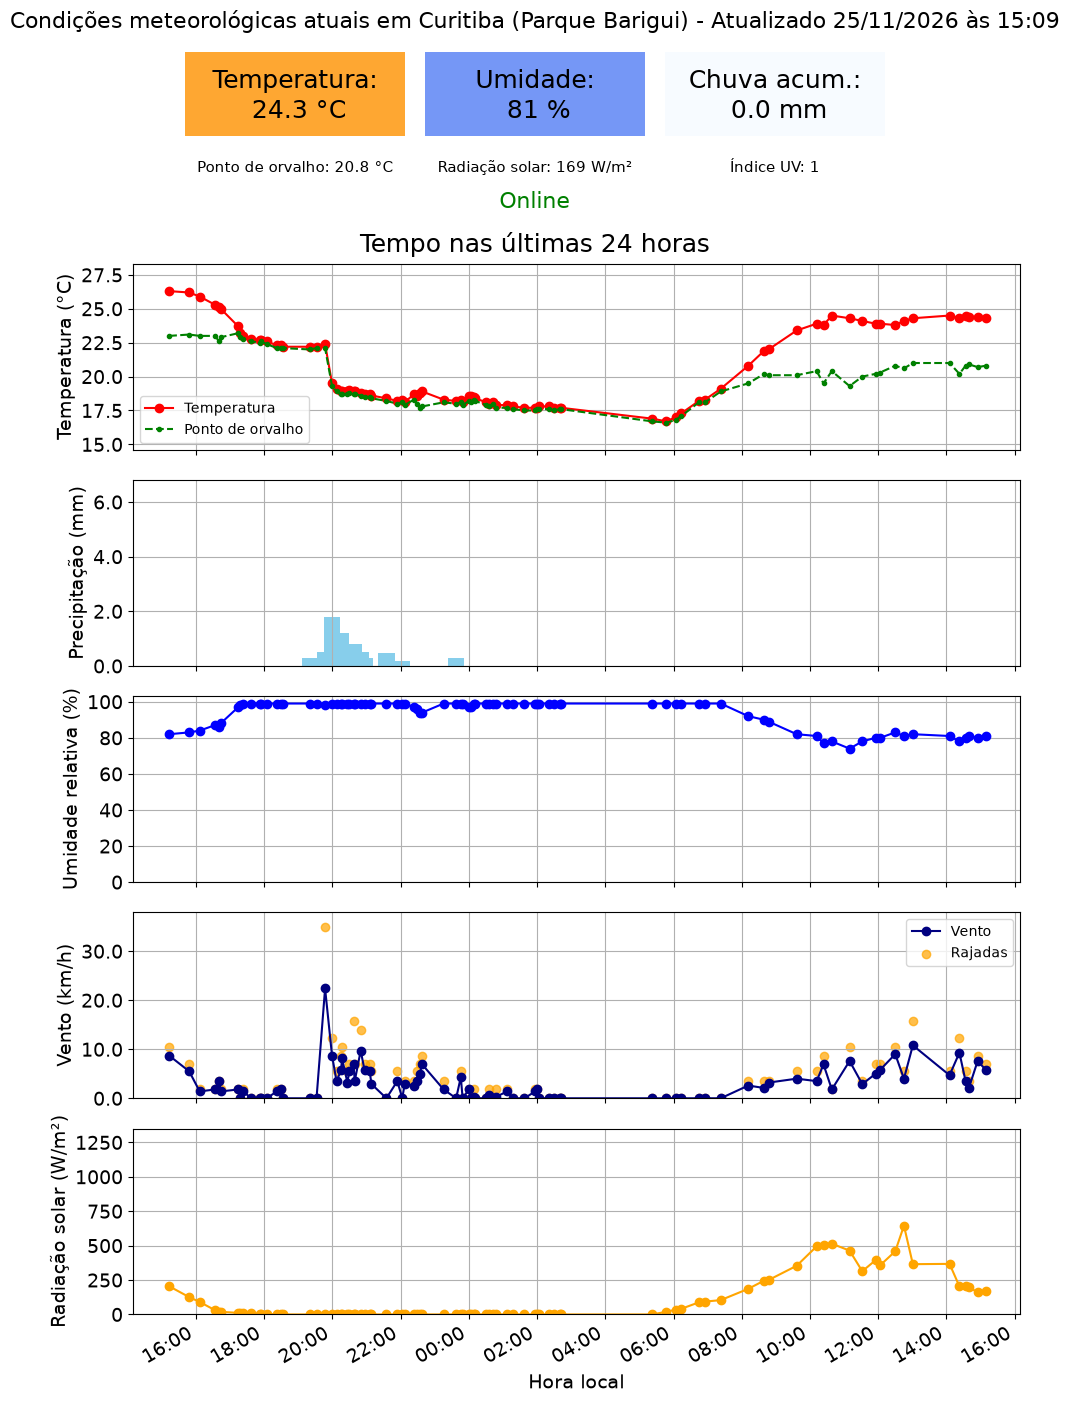 Condições meteorológicas atuais em Curitiba (Parque Barigui) - Atualizado 25/11/2026 às 15:09
Temperatura:
24.3 °C
Umidade:
81 %
Chuva acum.:
0.0 mm
Ponto de orvalho: 20.8 °C
Radiação solar: 169 W/m²
Índice UV: 1
Online
Tempo nas últimas 24 horas
Temperatura (°C)
27.5
25.0
22.5
20.0
17.5
15.0
Temperatura
Ponto de orvalho
Precipitação (mm)
6.0
4.0
2.0
0.0
Umidade relativa (%)
100
80
60
40
20
0
Vento (km/h)
30.0
20.0
10.0
0.0
Vento
Rajadas
Radiação solar (W/m²)
1250
1000
750
500
250
0
16:00 18:00 20:00 22:00 00:00 02:00 04:00 06:00 08:00 10:00 12:00 14:00 16:00
Hora local